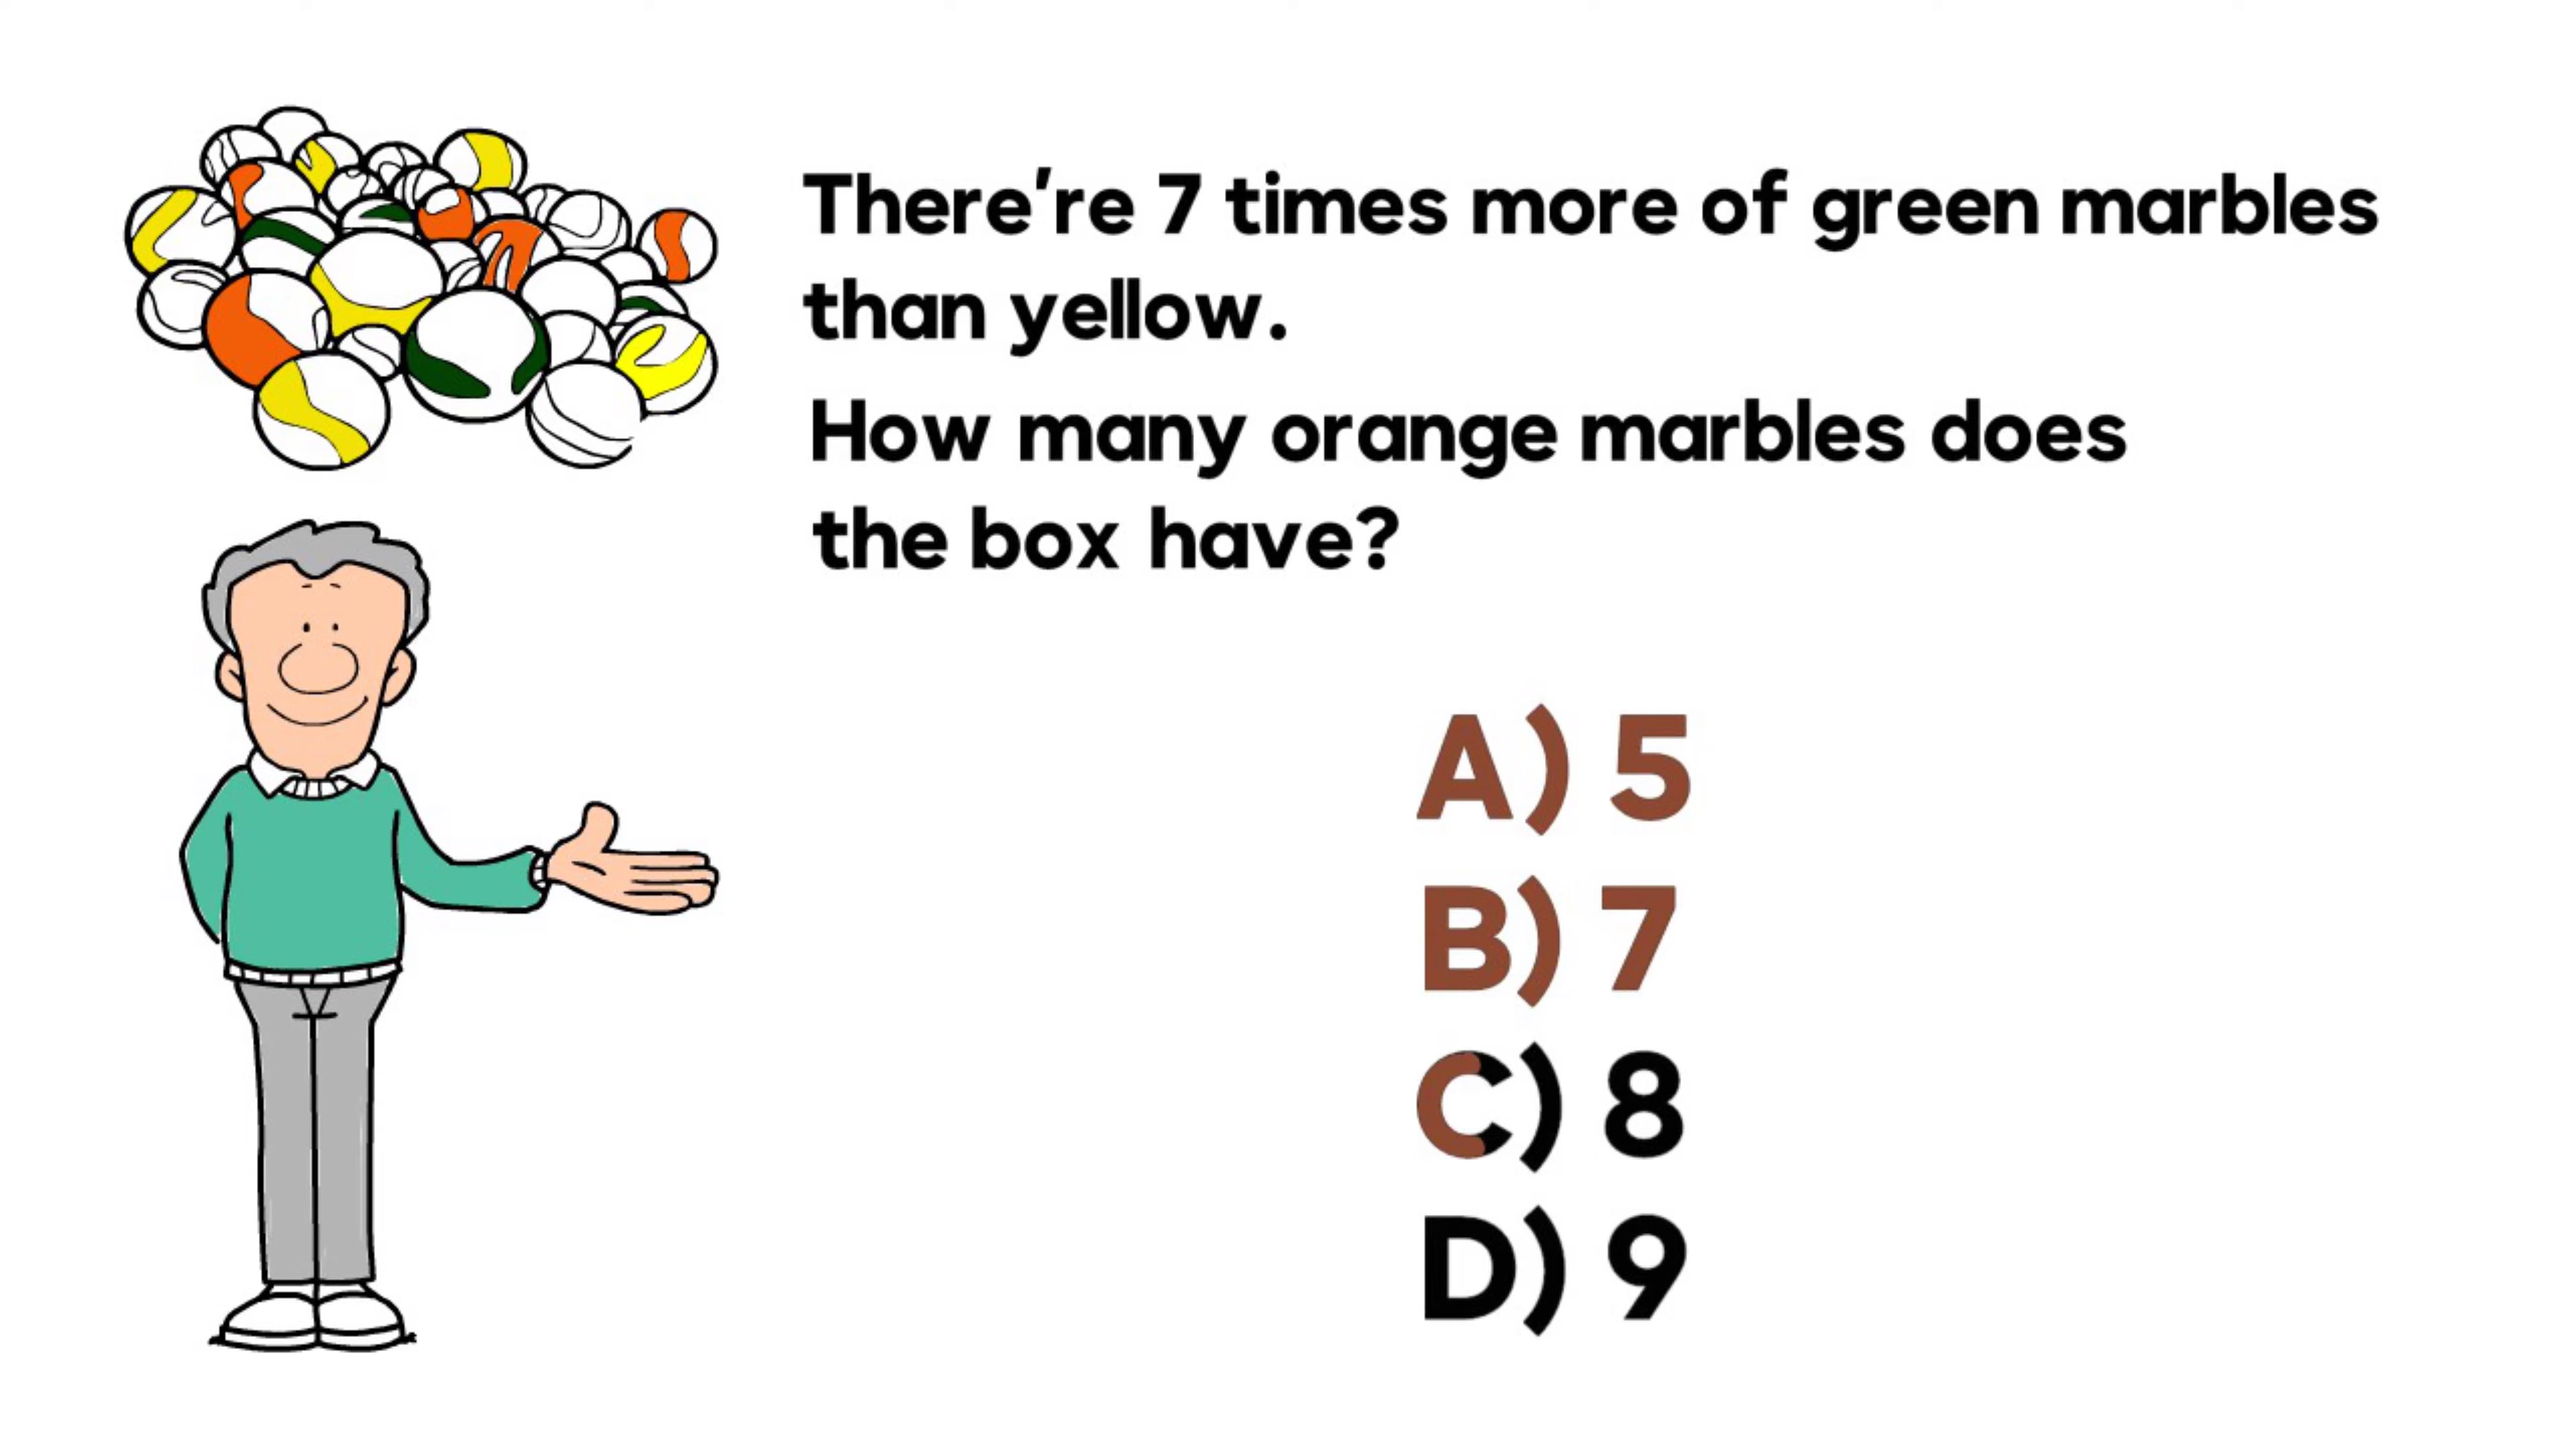 There're 7 times more of green marbles
than yellow.
How many orange marbles does
the box have?
A) 5
B) 7
C) 8
D) 9